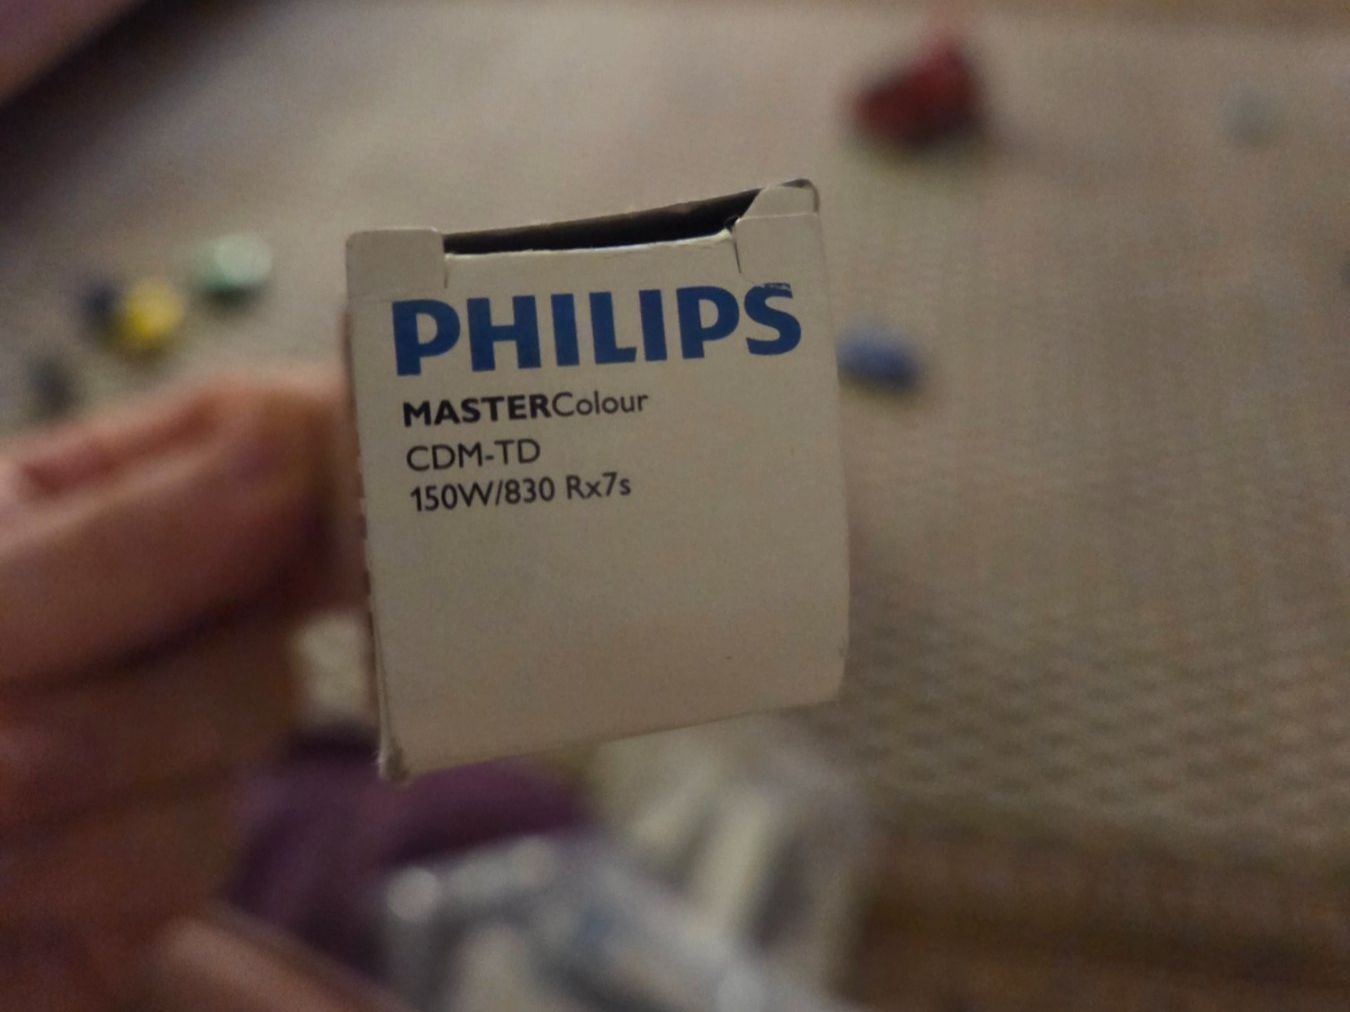 PHILIPS
MASTERColour
CDM-TD
150W/830 Rx7s